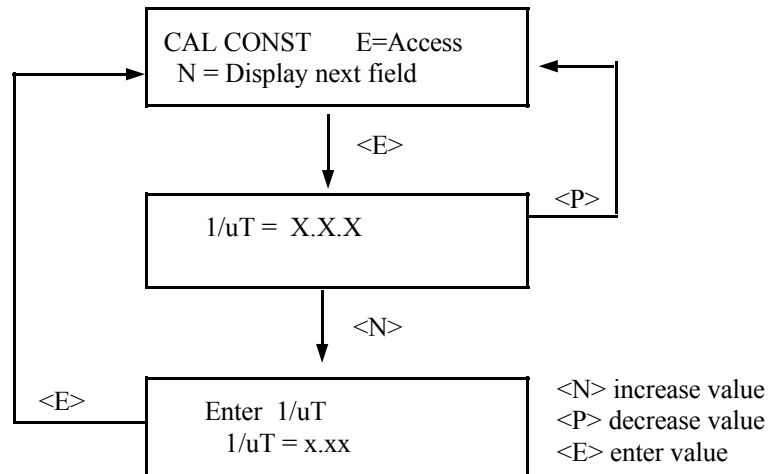 CAL CONST E=Access
N = Display next field
<E>
1/uT = X.X.X
<P>
<N>
<E>
Enter 1/uT
1/uT = x.xx
<N> increase value
<P> decrease value
<E> enter value